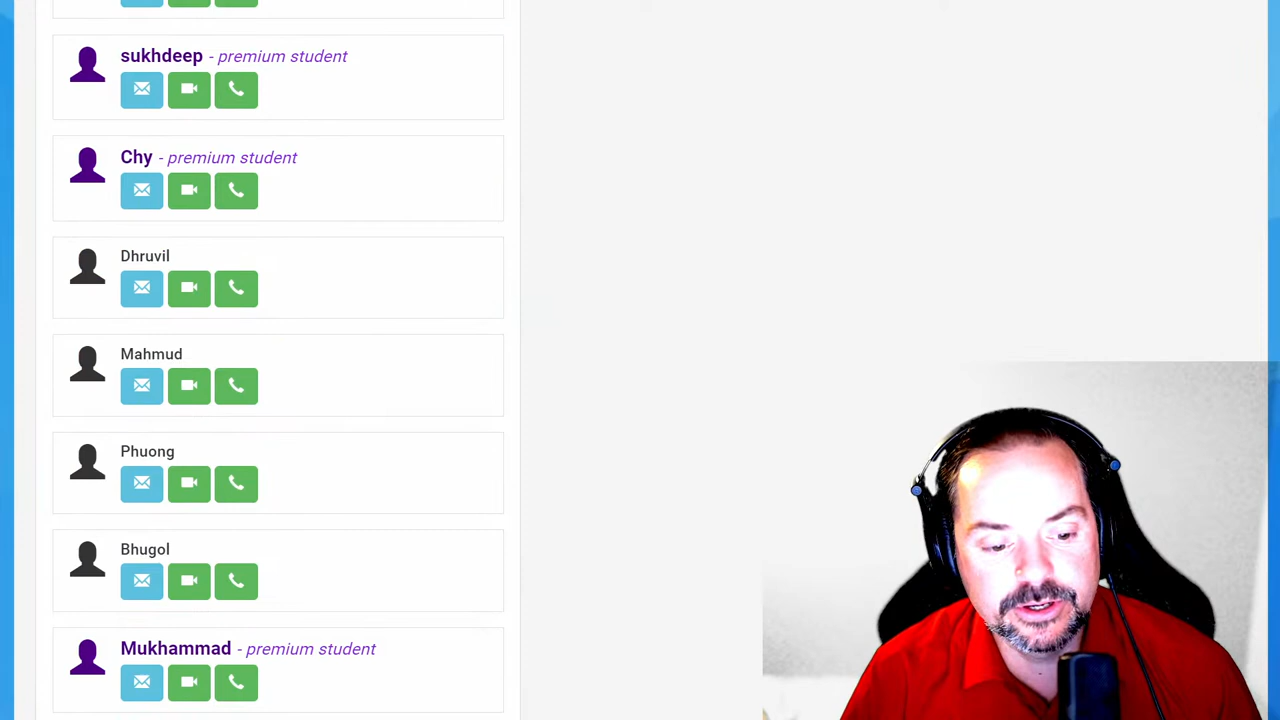 sukhdeep - premium student
Chy - premium student
Dhruvil
Mahmud
Phuong
Bhugol
Mukhammad - premium student